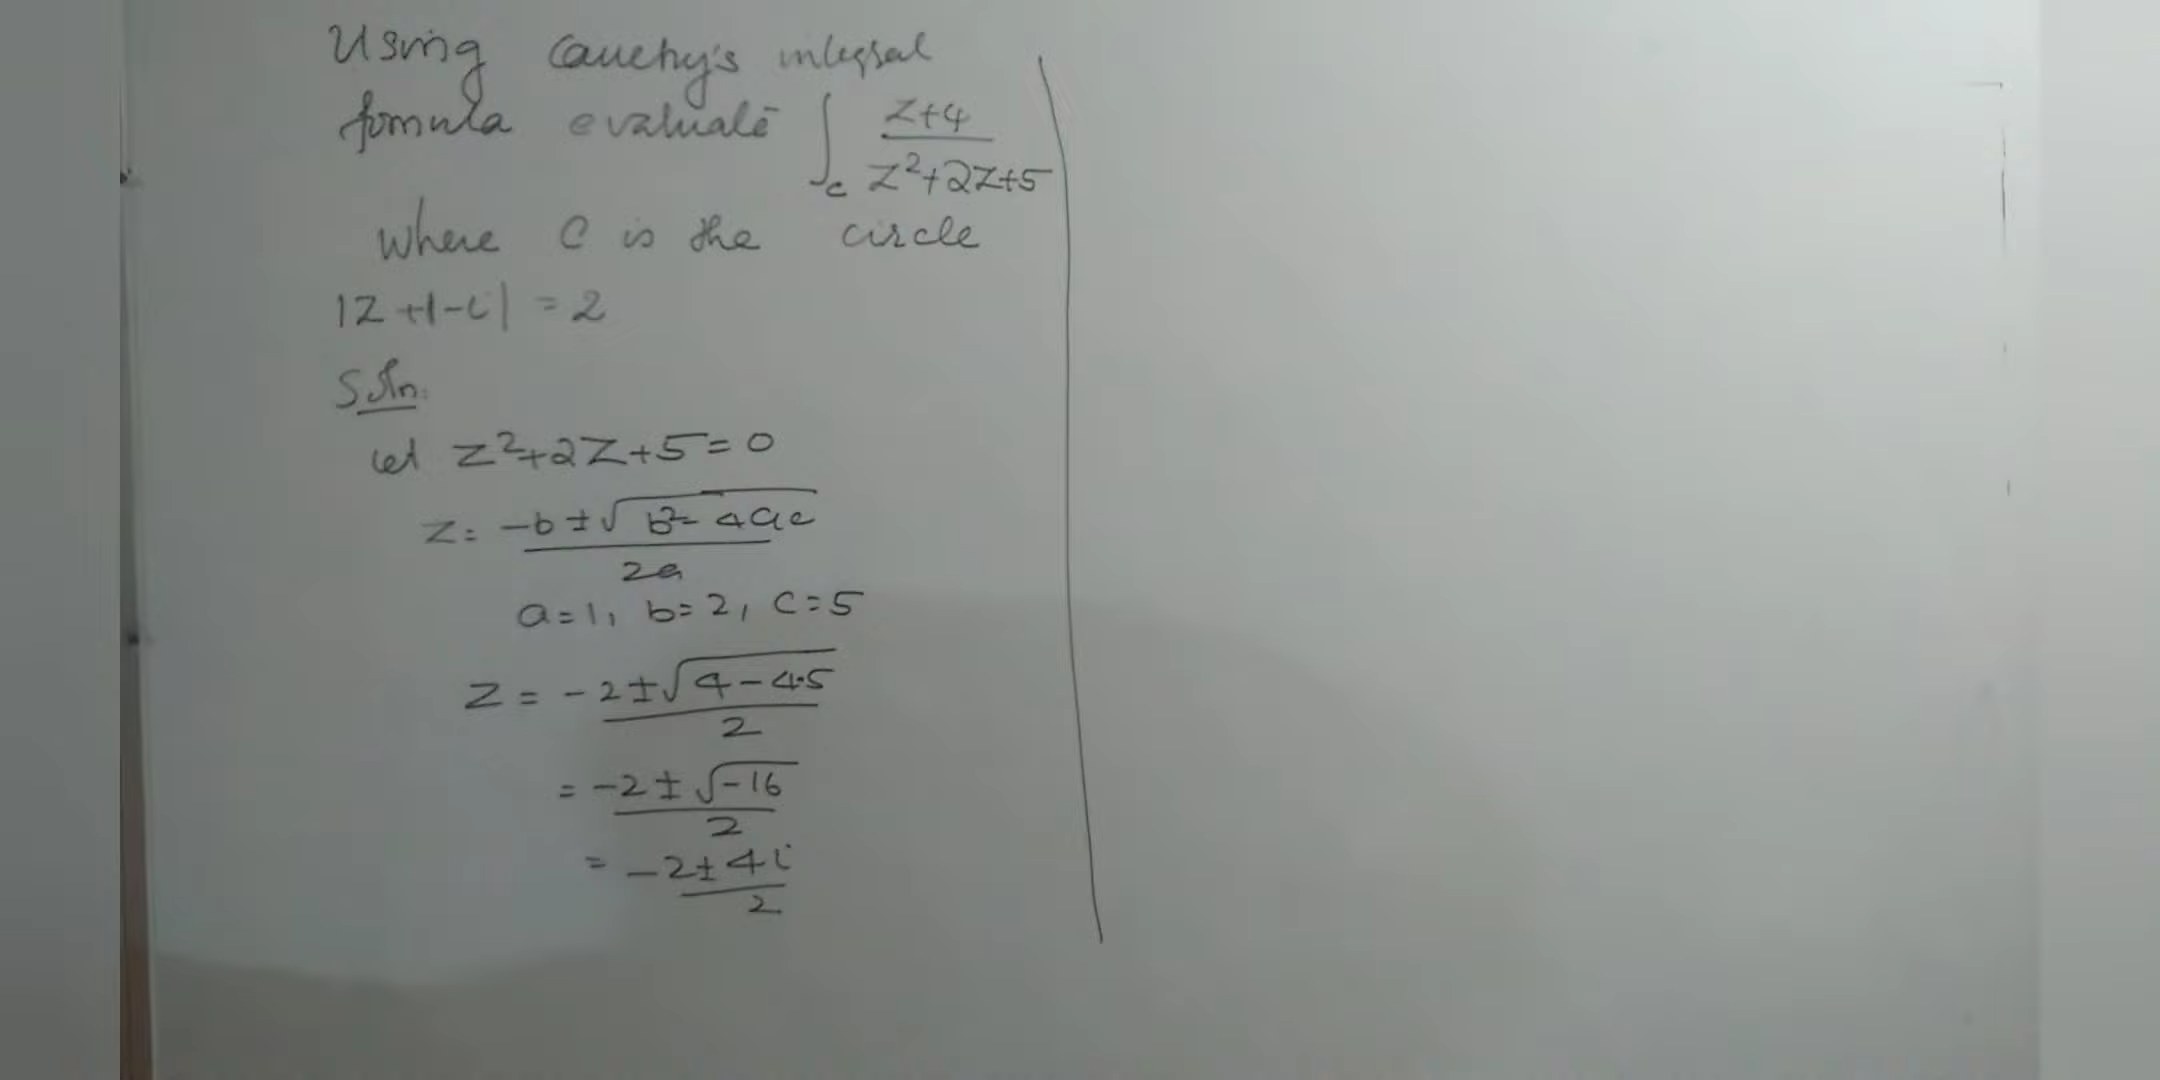 Using Cauchy's integral
formula evaluate ∫_c (z+4)/(z²+2z+5)
where C is the circle
|z+1-i| = 2
Soln.
Let z²+2z+5=0
z = (-b ± √(b²-4ac))/(2a)
a=1, b=2, c=5
z = (-2 ± √(4-4·5))/2
= (-2 ± √-16)/2
= (-2 ± 4i)/2